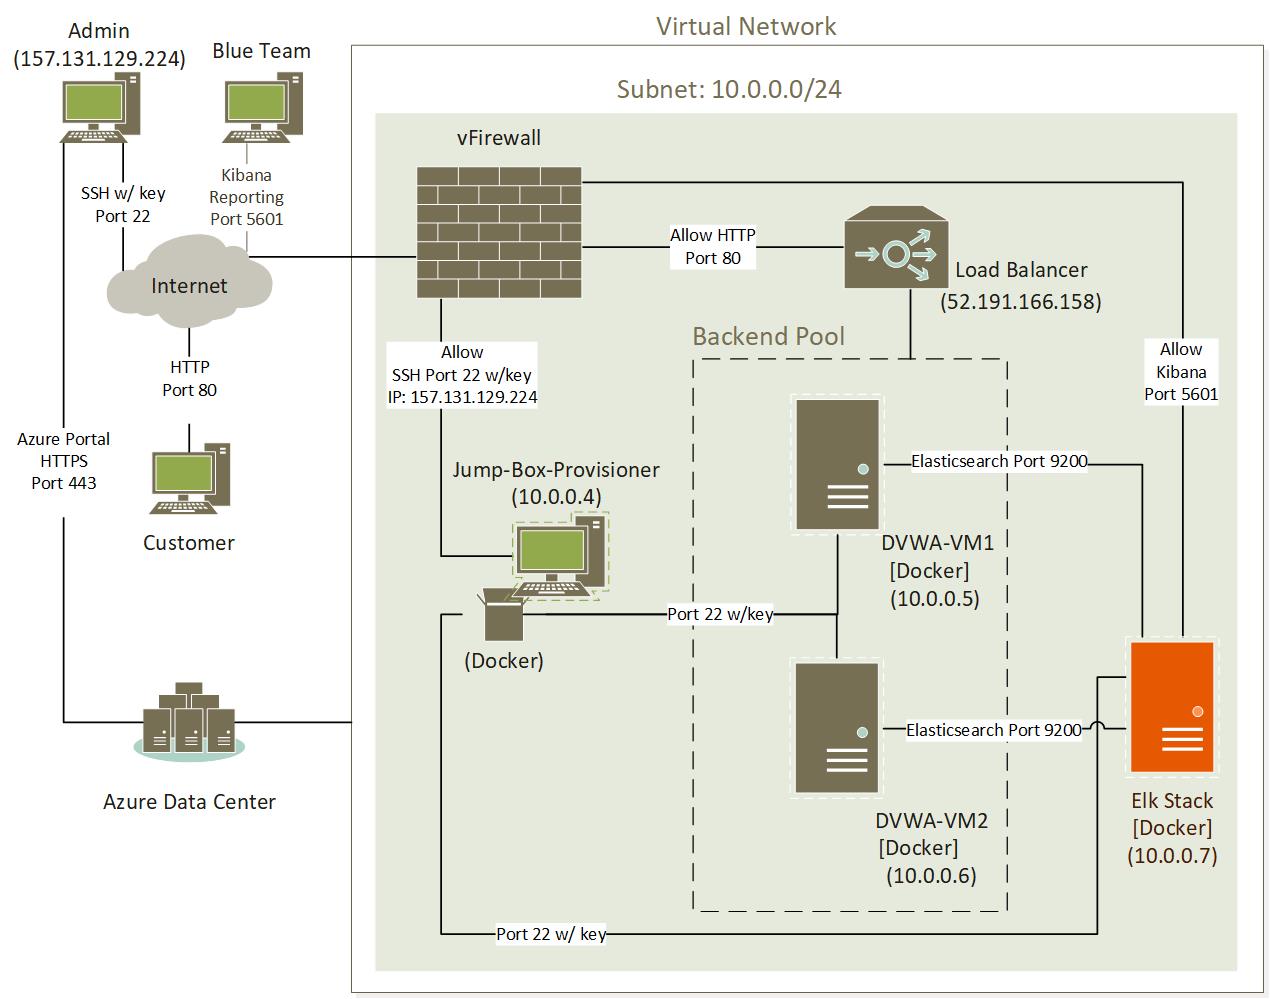 Virtual Network
Admin
(157.131.129.224)
Blue Team
Subnet: 10.0.0.0/24
vFirewall
SSH w/ key
Port 22
Kibana
Reporting
Port 5601
Allow HTTP
Port 80
Load Balancer
(52.191.166.158)
Internet
Backend Pool
Allow
SSH Port 22 w/key
IP: 157.131.129.224
Allow
Kibana
Port 5601
HTTP
Port 80
Azure Portal
HTTPS
Port 443
Customer
Jump-Box-Provisioner
(10.0.0.4)
Elasticsearch Port 9200
DVWA-VM1
[Docker]
(10.0.0.5)
Port 22 w/key
(Docker)
Elasticsearch Port 9200
Azure Data Center
DVWA-VM2
[Docker]
(10.0.0.6)
Elk Stack
[Docker]
(10.0.0.7)
Port 22 w/ key